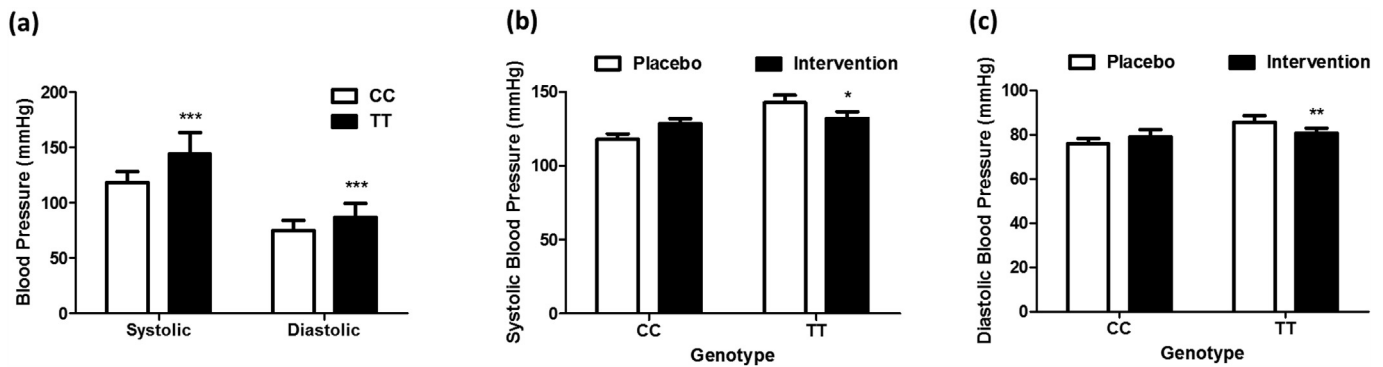 (a)
Blood Pressure (mmHg)
200
150
100
50
0
***
***
CC
TT
Systolic
Diastolic
(b)
Placebo
Intervention
Systolic Blood Pressure (mmHg)
150
100
50
0
*
CC
TT
Genotype
(c)
Placebo
Intervention
Diastolic Blood Pressure (mmHg)
100
80
60
40
20
0
**
CC
TT
Genotype